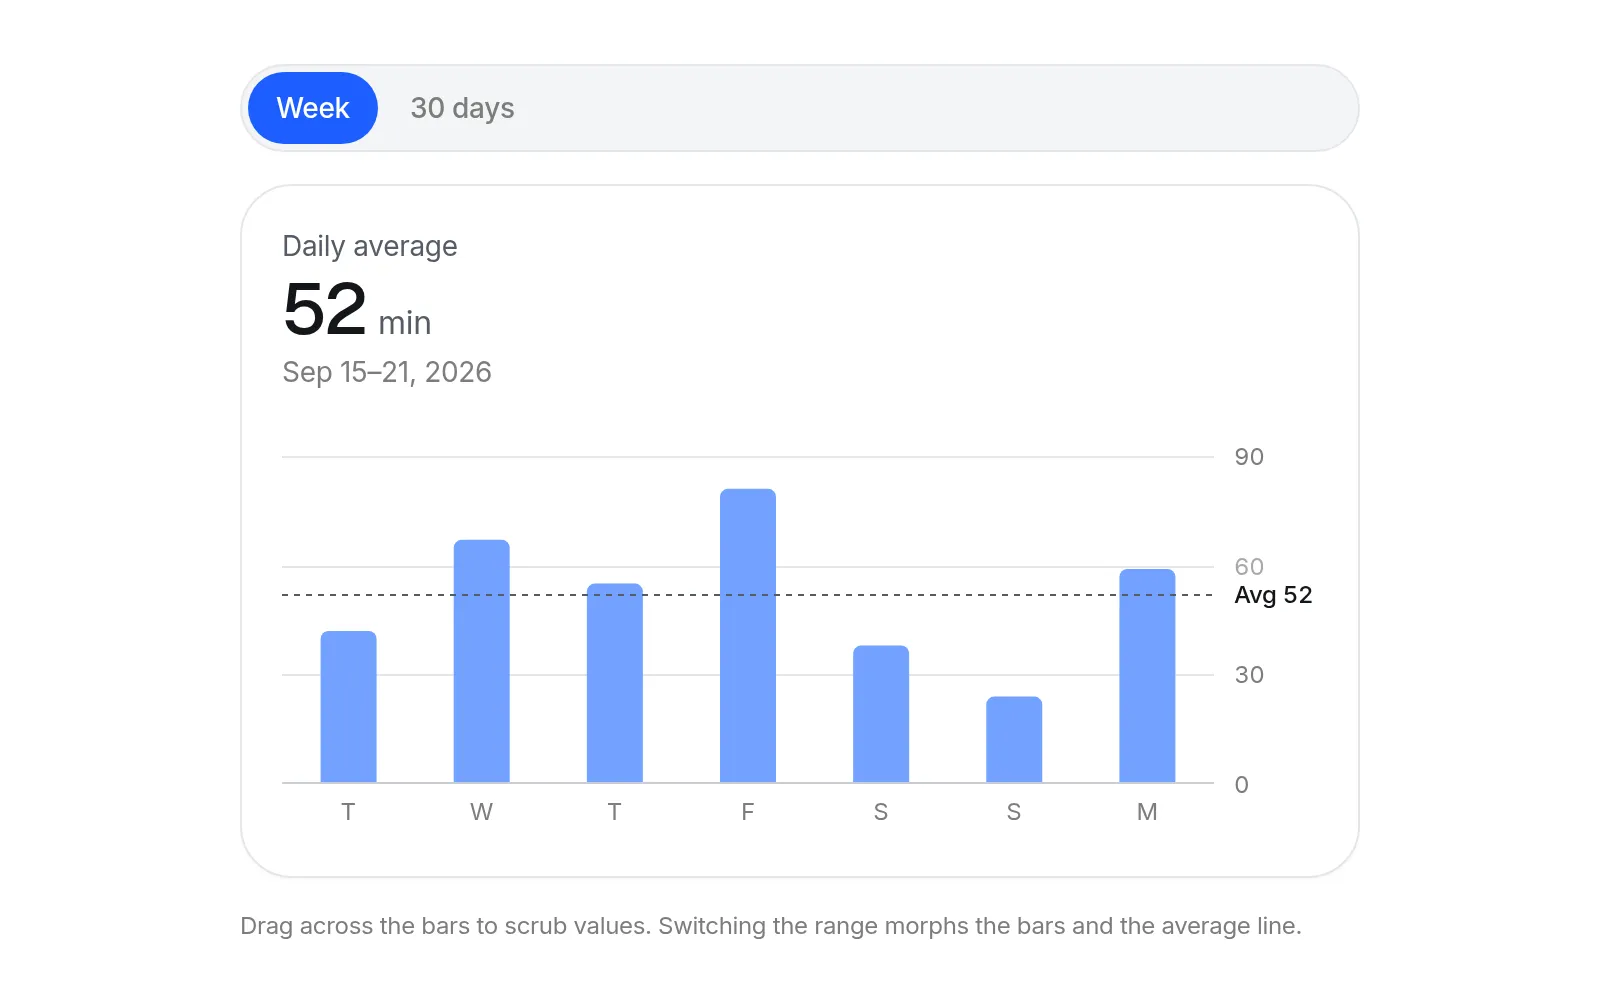 Week
30 days
Daily average
52 min
Sep 15–21, 2026
90
60
Avg 52
30
0
T W T F S S M
Drag across the bars to scrub values. Switching the range morphs the bars and the average line.